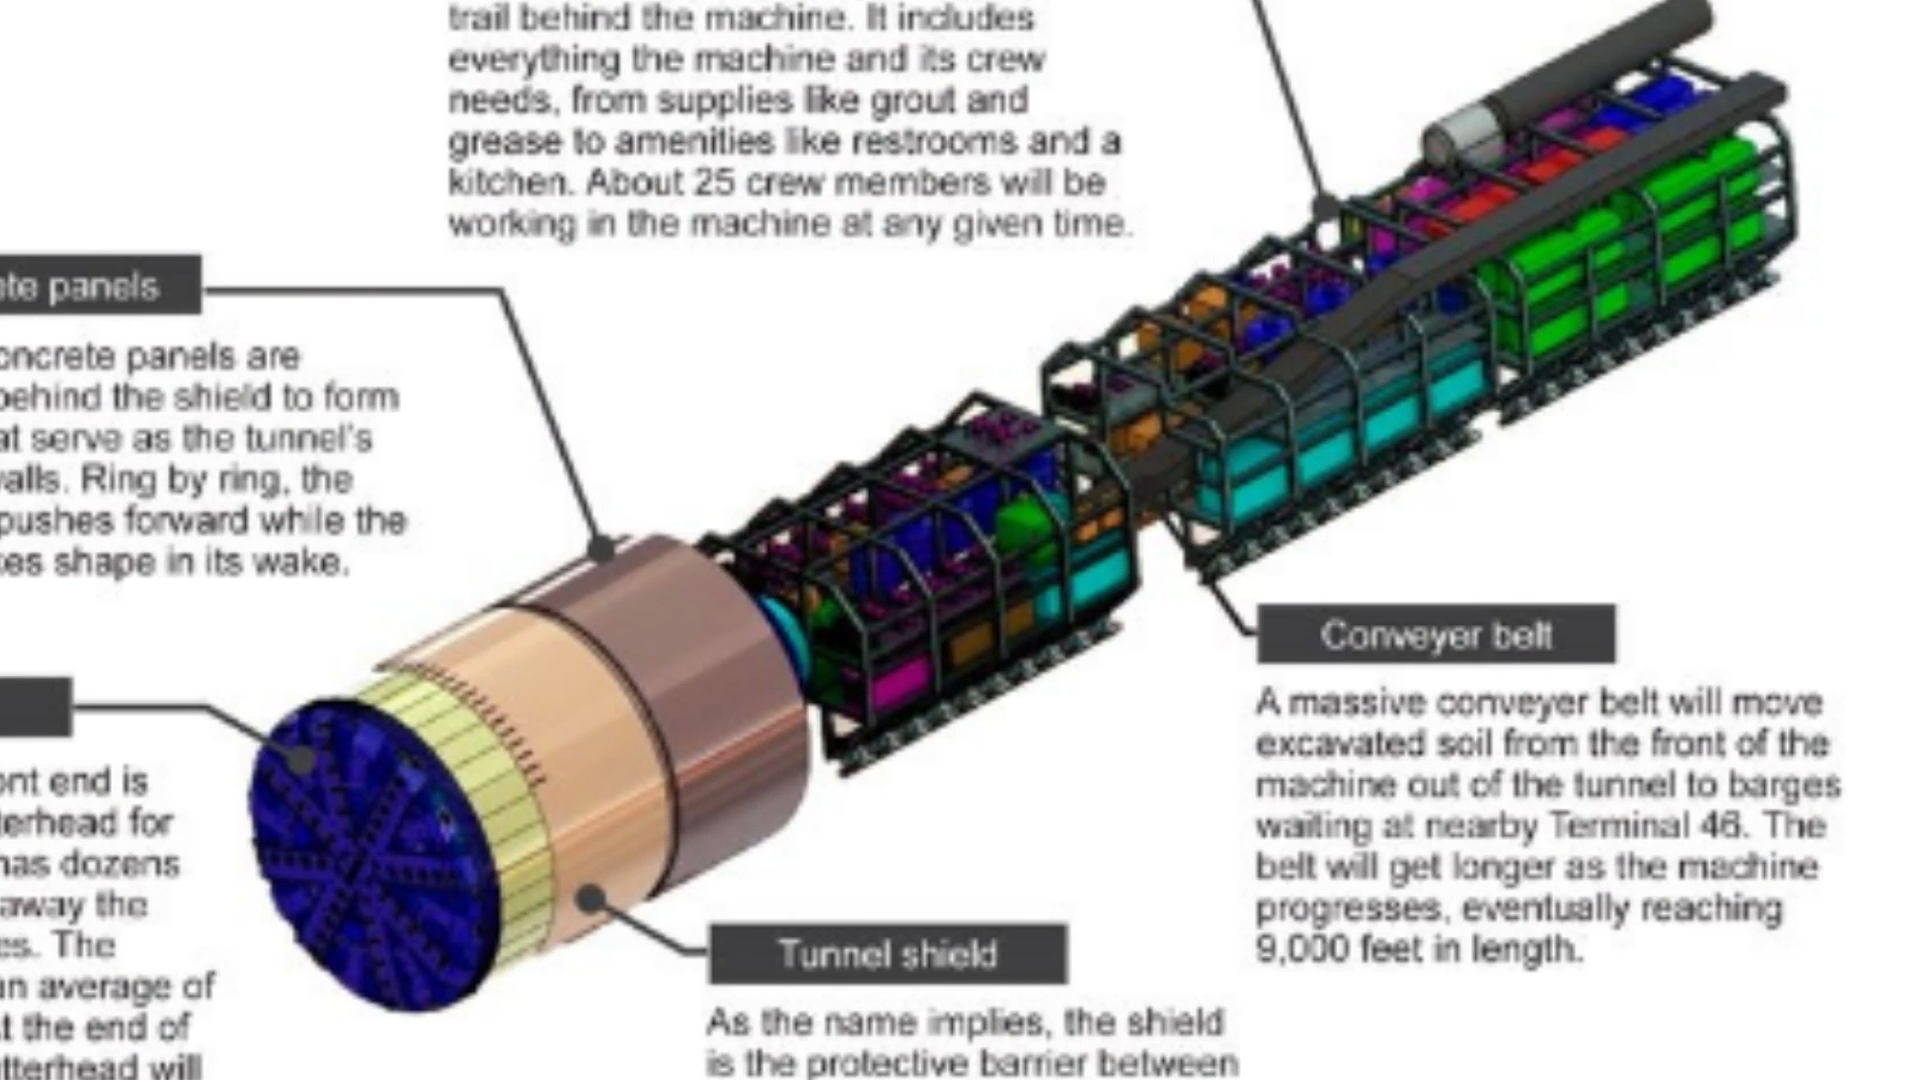 trail behind the machine. It includes
everything the machine and its crew
needs, from supplies like grout and
grease to amenities like restrooms and a
kitchen. About 25 crew members will be
working in the machine at any given time.
panels
concrete panels are
behind the shield to form
at serve as the tunnel's
walls. Ring by ring, the
pushes forward while the
kes shape in its wake.
ont end is
terhead for
has dozens
away the
es. The
an average of
t the end of
tterhead will
Tunnel shield
As the name implies, the shield
is the protective barrier between
Conveyer belt
A massive conveyer belt will move
excavated soil from the front of the
machine out of the tunnel to barges
waiting at nearby Terminal 46. The
belt will get longer as the machine
progresses, eventually reaching
9,000 feet in length.